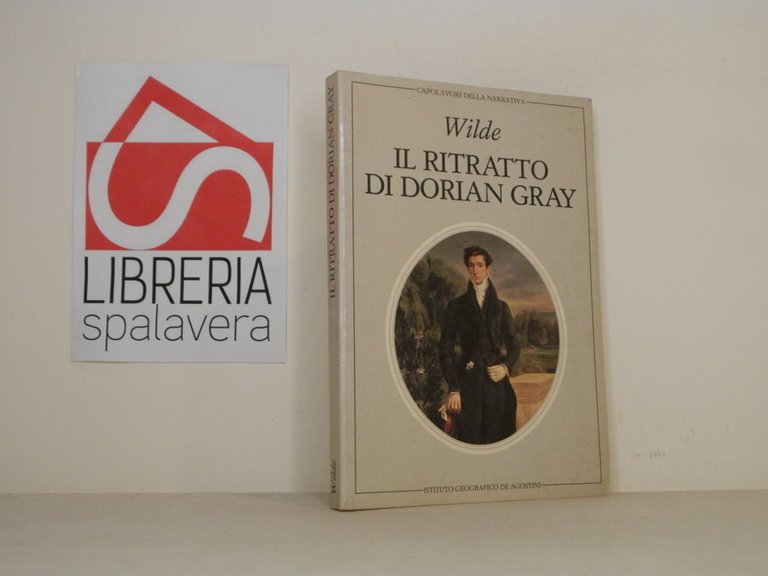 LIBRERIA
spalavera
IL RITRATTO DI DORIAN GRAY
Wilde
CAPOLAVORI DELLA NARRATIVA
Wilde
IL RITRATTO
DI DORIAN GRAY
ISTITUTO GEOGRAFICO DE AGOSTINI